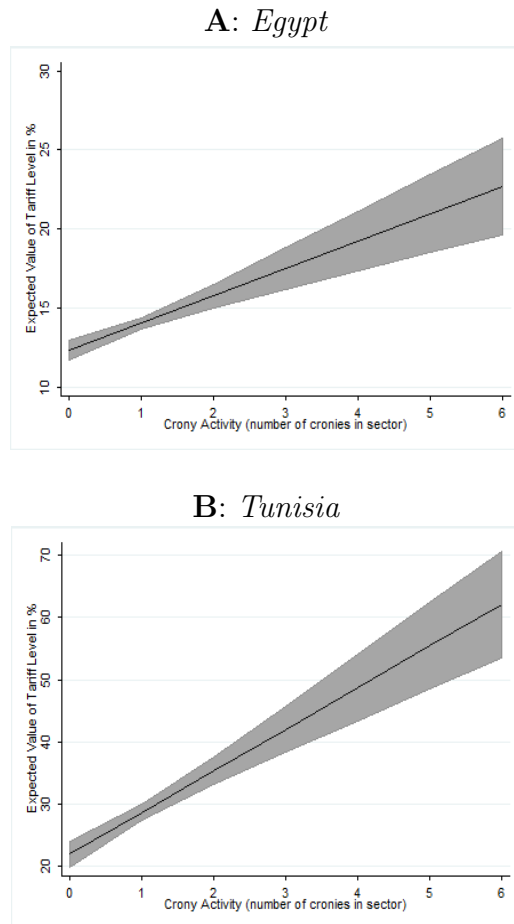 A: Egypt
Expected Value of Tariff Level in %
30
25
20
15
10
0 1 2 3 4 5 6
Crony Activity (number of cronies in sector)
B: Tunisia
Expected Value of Tariff Level in %
70
60
50
40
30
20
0 1 2 3 4 5 6
Crony Activity (number of cronies in sector)